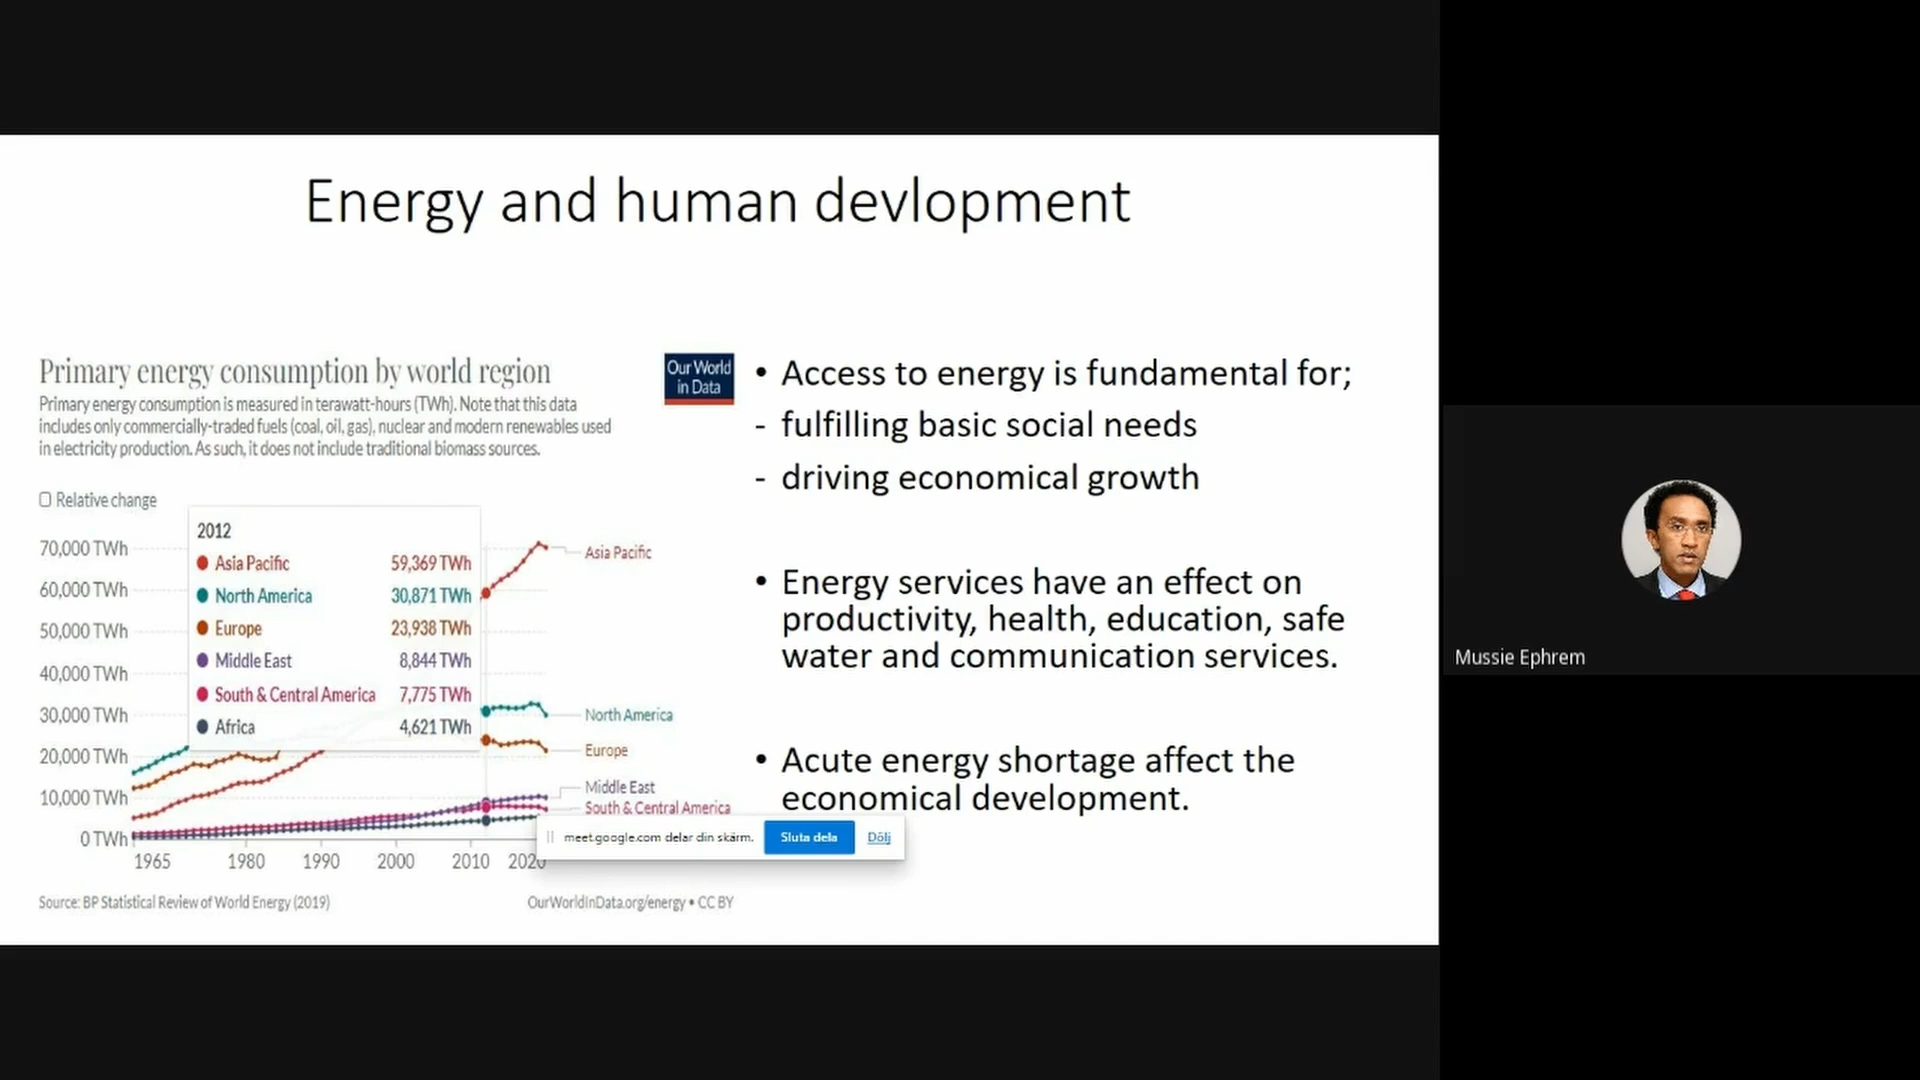 Energy and human devlopment
Primary energy consumption by world region
Our World
in Data
Primary energy consumption is measured in terawatt-hours (TWh). Note that this data
includes only commercially-traded fuels (coal, oil, gas), nuclear and modern renewables used
in electricity production. As such, it does not include traditional biomass sources.
Relative change
2012
Asia Pacific 59,369 TWh
North America 30,871 TWh
Europe 23,938 TWh
Middle East 8,844 TWh
South & Central America 7,775 TWh
Africa 4,621 TWh
70,000 TWh
60,000 TWh
50,000 TWh
40,000 TWh
30,000 TWh
20,000 TWh
10,000 TWh
0 TWh
Asia Pacific
North America
Europe
Middle East
South & Central America
1965 1980 1990 2000 2010 2020
Source: BP Statistical Review of World Energy (2019) OurWorldInData.org/energy • CC BY
• Access to energy is fundamental for;
- fulfilling basic social needs
- driving economical growth
• Energy services have an effect on
productivity, health, education, safe
water and communication services.
• Acute energy shortage affect the
economical development.
meet.google.com delar din skärm. Sluta dela Dölj
Mussie Ephrem